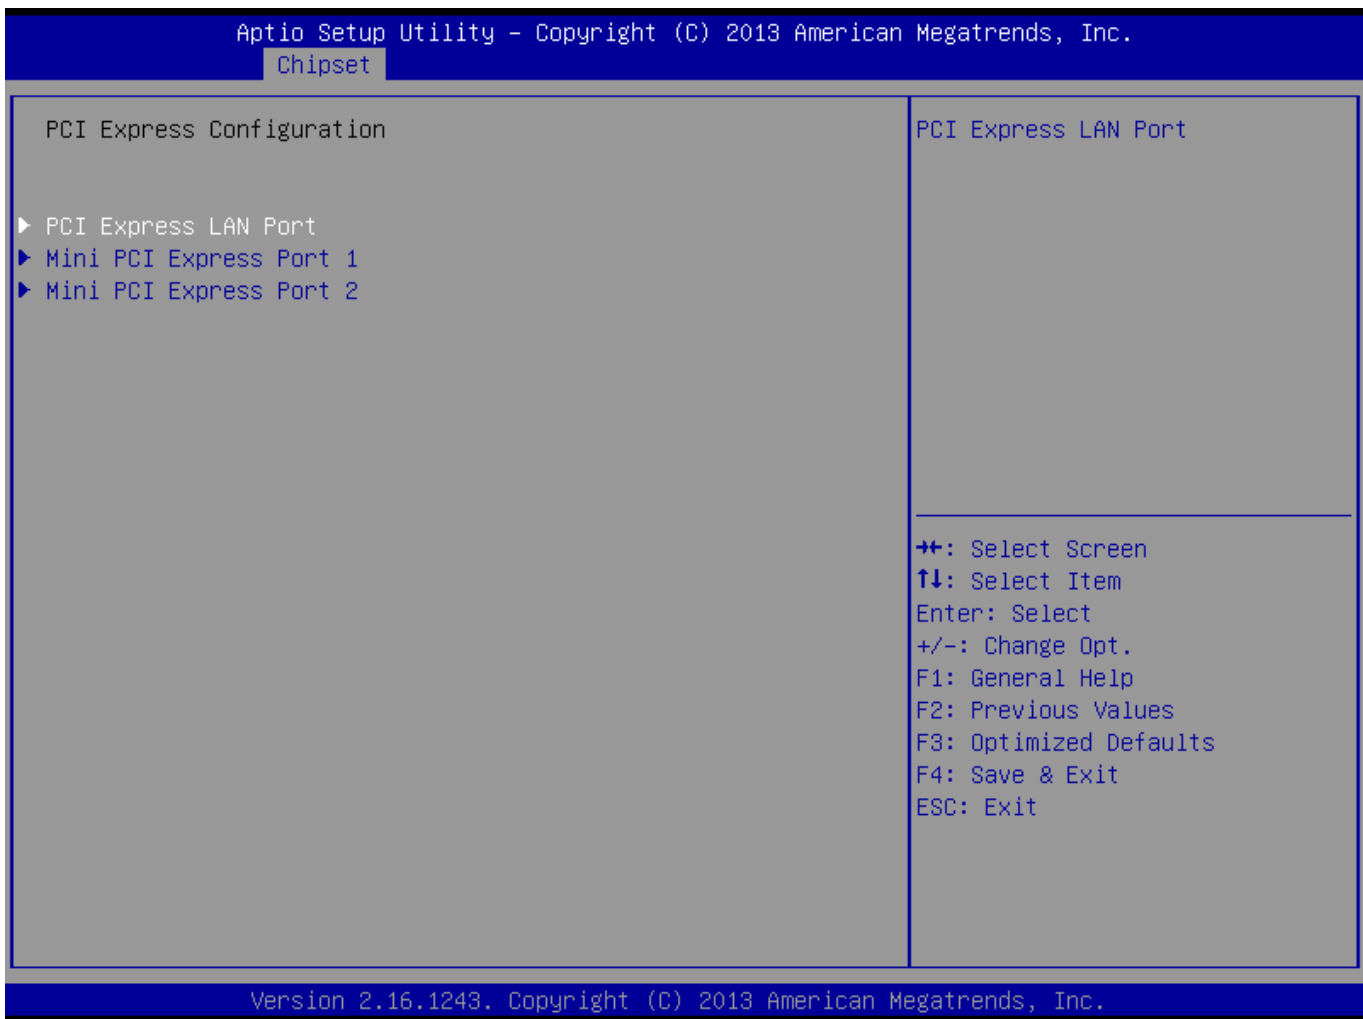 Aptio Setup Utility – Copyright (C) 2013 American Megatrends, Inc.
Chipset
PCI Express Configuration
PCI Express LAN Port
Mini PCI Express Port 1
Mini PCI Express Port 2
PCI Express LAN Port
→←: Select Screen
↑↓: Select Item
Enter: Select
+/-: Change Opt.
F1: General Help
F2: Previous Values
F3: Optimized Defaults
F4: Save & Exit
ESC: Exit
Version 2.16.1243. Copyright (C) 2013 American Megatrends, Inc.